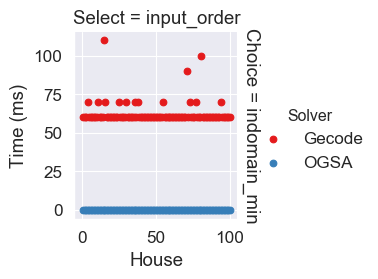 Select = input_order
Choice = indomain_min
Time (ms)
100
75
50
25
0
0
50
100
House
Solver
Gecode
OGSA